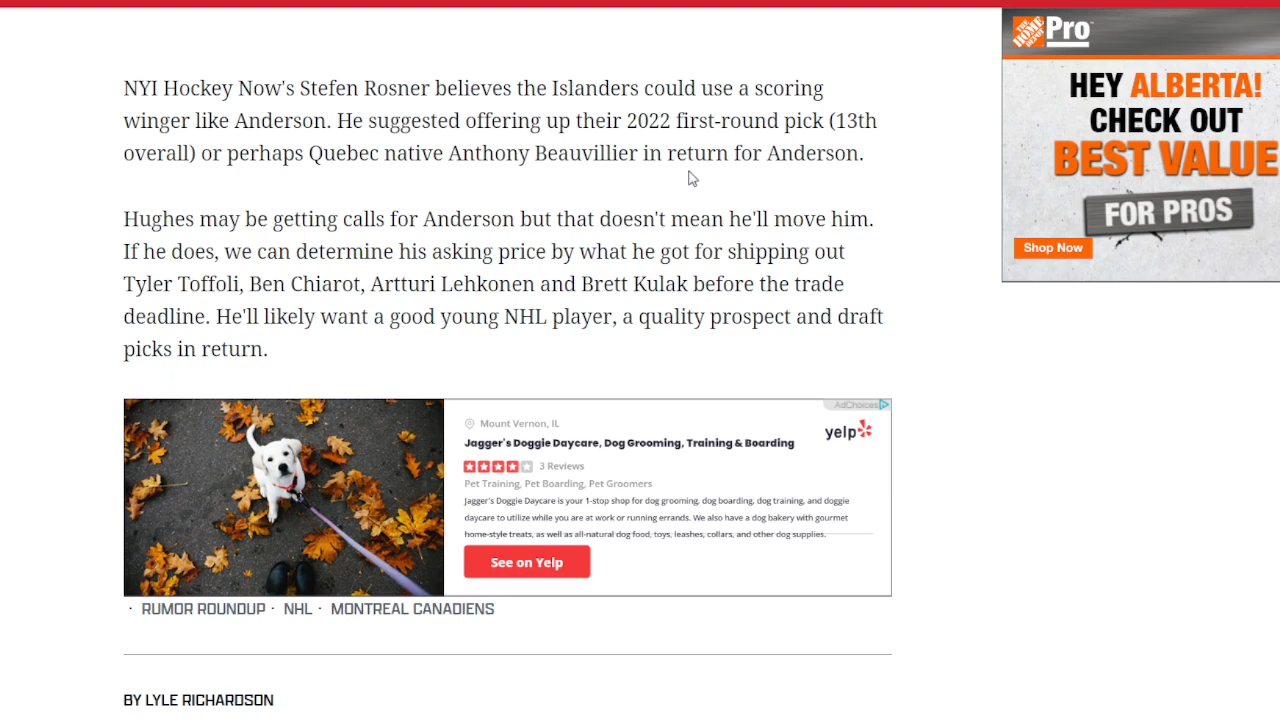 THE HOME DEPOT Pro
HEY ALBERTA!
CHECK OUT
BEST VALUE
FOR PROS
Shop Now
NYI Hockey Now's Stefen Rosner believes the Islanders could use a scoring
winger like Anderson. He suggested offering up their 2022 first-round pick (13th
overall) or perhaps Quebec native Anthony Beauvillier in return for Anderson.
Hughes may be getting calls for Anderson but that doesn't mean he'll move him.
If he does, we can determine his asking price by what he got for shipping out
Tyler Toffoli, Ben Chiarot, Artturi Lehkonen and Brett Kulak before the trade
deadline. He'll likely want a good young NHL player, a quality prospect and draft
picks in return.
AdChoices
Mount Vernon, IL
yelp
Jagger's Doggie Daycare, Dog Grooming, Training & Boarding
3 Reviews
Pet Training, Pet Boarding, Pet Groomers
Jagger's Doggie Daycare is your 1-stop shop for dog grooming, dog boarding, dog training, and doggie
daycare to utilize while you are at work or running errands. We also have a dog bakery with gourmet
home-style treats, as well as all-natural dog food, toys, leashes, collars, and other dog supplies.
See on Yelp
· RUMOR ROUNDUP · NHL · MONTREAL CANADIENS
BY LYLE RICHARDSON